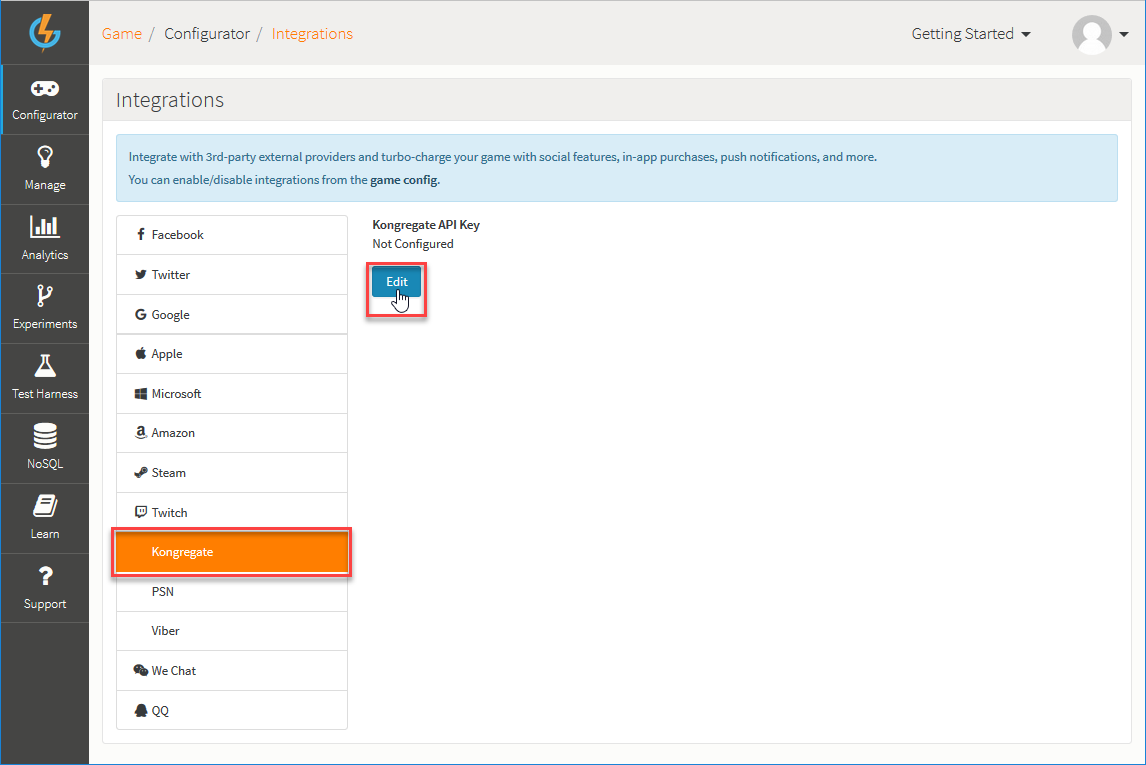 Game / Configurator / Integrations
Getting Started
Configurator
Manage
Analytics
Experiments
Test Harness
NoSQL
Learn
Support
Integrations
Integrate with 3rd-party external providers and turbo-charge your game with social features, in-app purchases, push notifications, and more.
You can enable/disable integrations from the game config.
Facebook
Twitter
Google
Apple
Microsoft
Amazon
Steam
Twitch
Kongregate
PSN
Viber
We Chat
QQ
Kongregate API Key
Not Configured
Edit